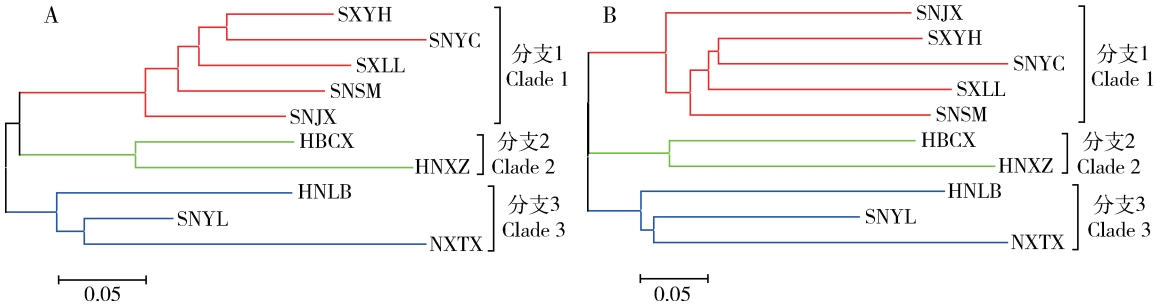 A
SXYH
SNYC
SXLL
SNSM
SNJX
分支1
Clade 1
HBCX
HNXZ
分支2
Clade 2
HNLB
SNYL
NXTX
分支3
Clade 3
0.05
B
SNJX
SXYH
SNYC
SXLL
SNSM
分支1
Clade 1
HBCX
HNXZ
分支2
Clade 2
HNLB
SNYL
NXTX
分支3
Clade 3
0.05